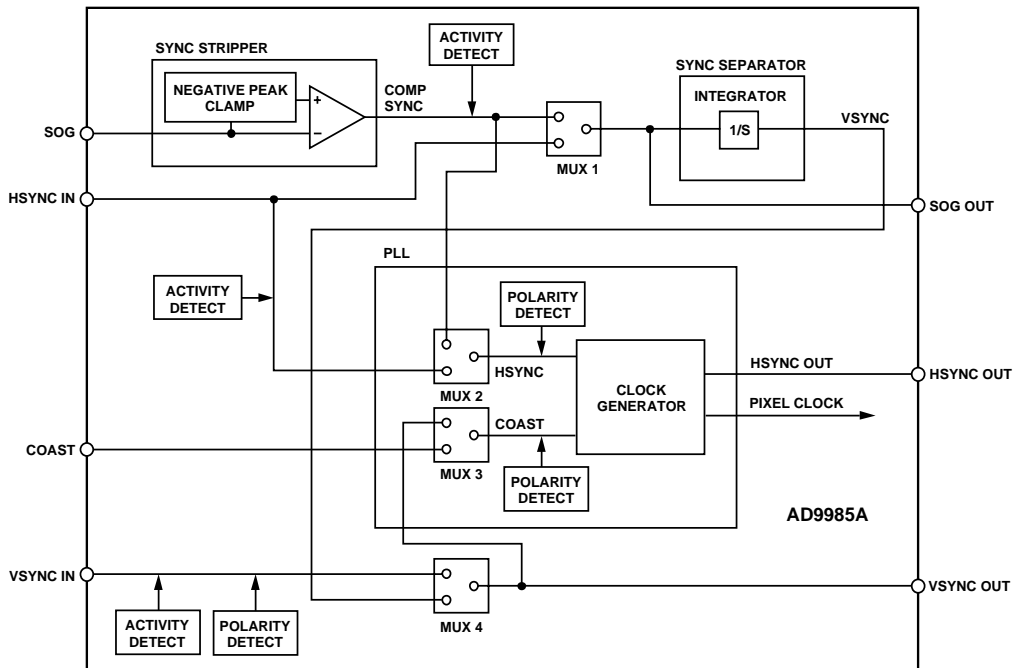 ACTIVITY
DETECT
SYNC STRIPPER
SYNC SEPARATOR
NEGATIVE PEAK
CLAMP
+
−
COMP
SYNC
INTEGRATOR
1/S
VSYNC
SOG
MUX 1
HSYNC IN
SOG OUT
PLL
ACTIVITY
DETECT
POLARITY
DETECT
HSYNC
MUX 2
CLOCK
GENERATOR
HSYNC OUT
HSYNC OUT
PIXEL CLOCK
COAST
COAST
MUX 3
POLARITY
DETECT
AD9985A
VSYNC IN
VSYNC OUT
ACTIVITY
DETECT
POLARITY
DETECT
MUX 4